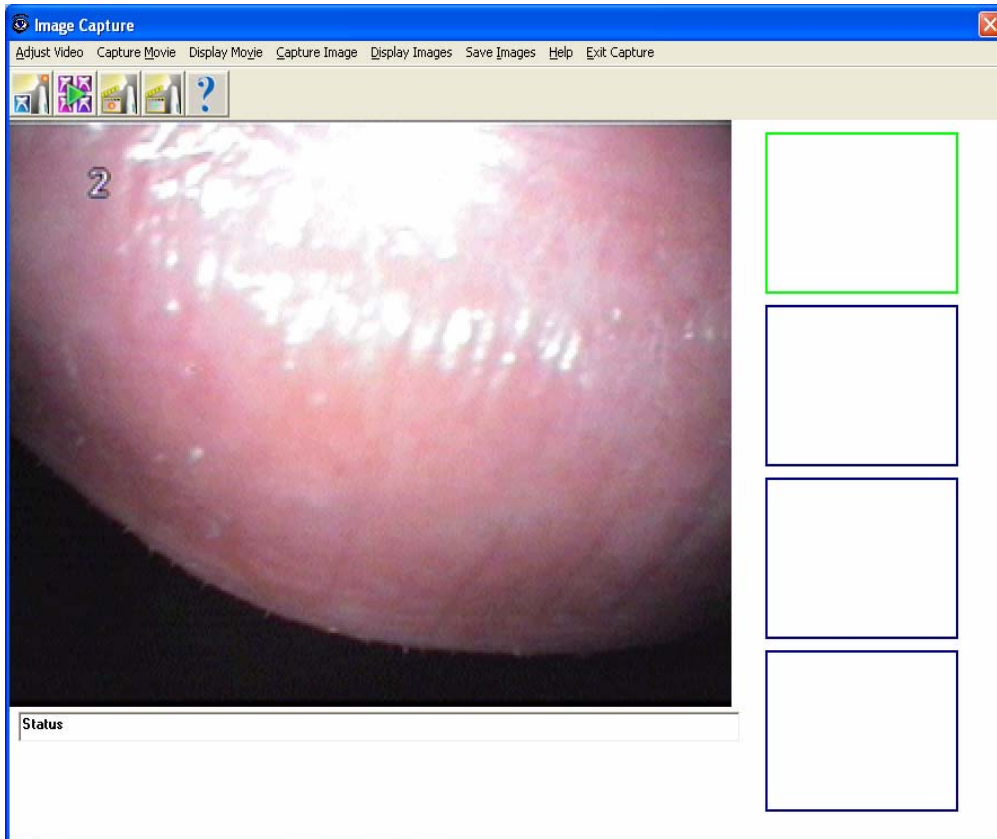 Image Capture
Adjust Video Capture Movie Display Movie Capture Image Display Images Save Images Help Exit Capture
?
2
Status